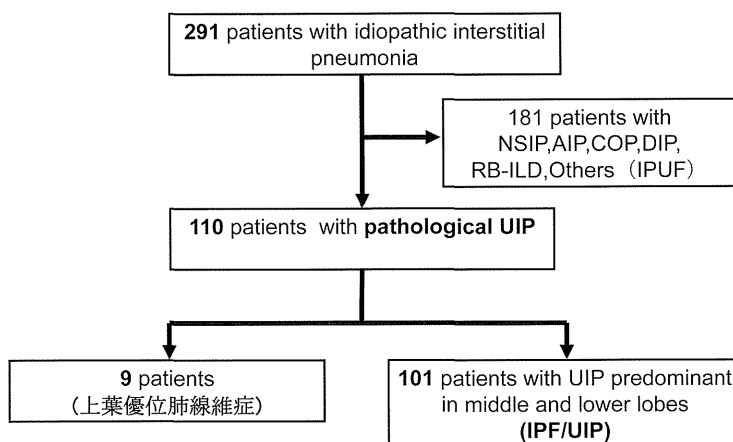 291 patients with idiopathic interstitial
pneumonia
181 patients with
NSIP,AIP,COP,DIP,
RB-ILD,Others（IPUF）
110 patients with pathological UIP
9 patients
(上葉優位肺線維症)
101 patients with UIP predominant
in middle and lower lobes
(IPF/UIP)